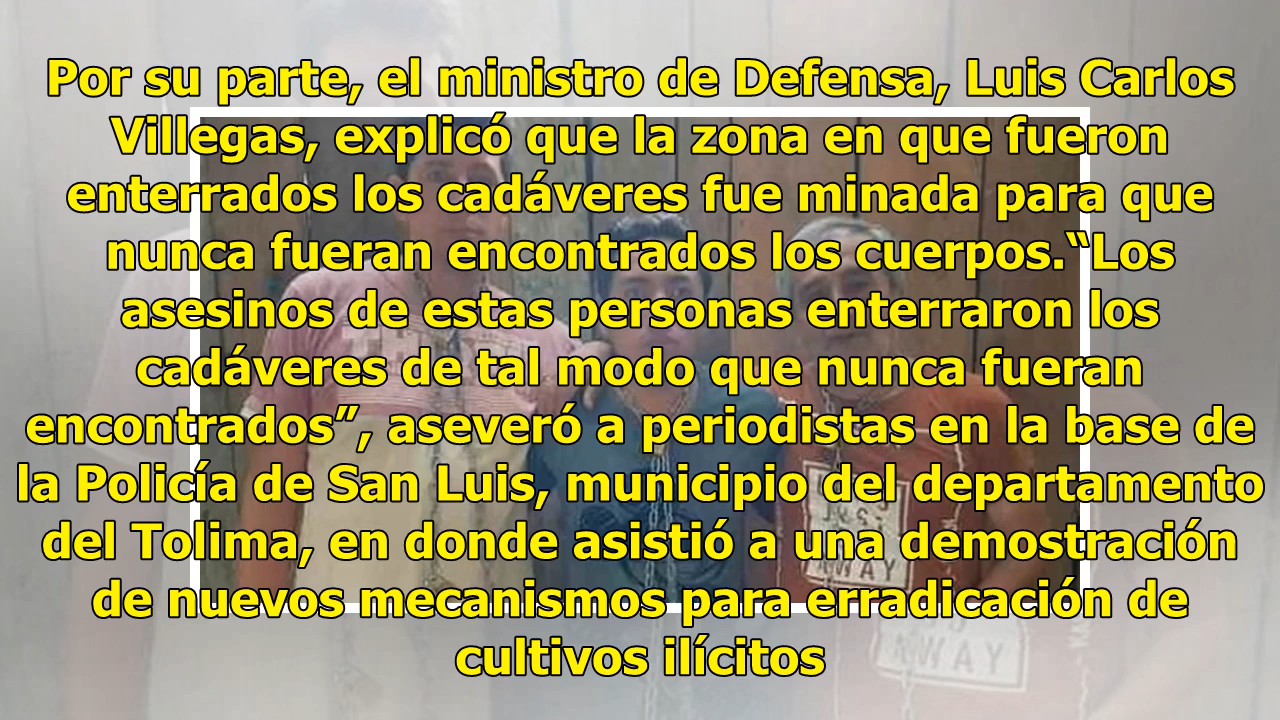 Por su parte, el ministro de Defensa, Luis Carlos
Villegas, explicó que la zona en que fueron
enterrados los cadáveres fue minada para que
nunca fueran encontrados los cuerpos.“Los
asesinos de estas personas enterraron los
cadáveres de tal modo que nunca fueran
encontrados”, aseveró a periodistas en la base de
la Policía de San Luis, municipio del departamento
del Tolima, en donde asistió a una demostración
de nuevos mecanismos para erradicación de
cultivos ilícitos
AWAY
AWAY